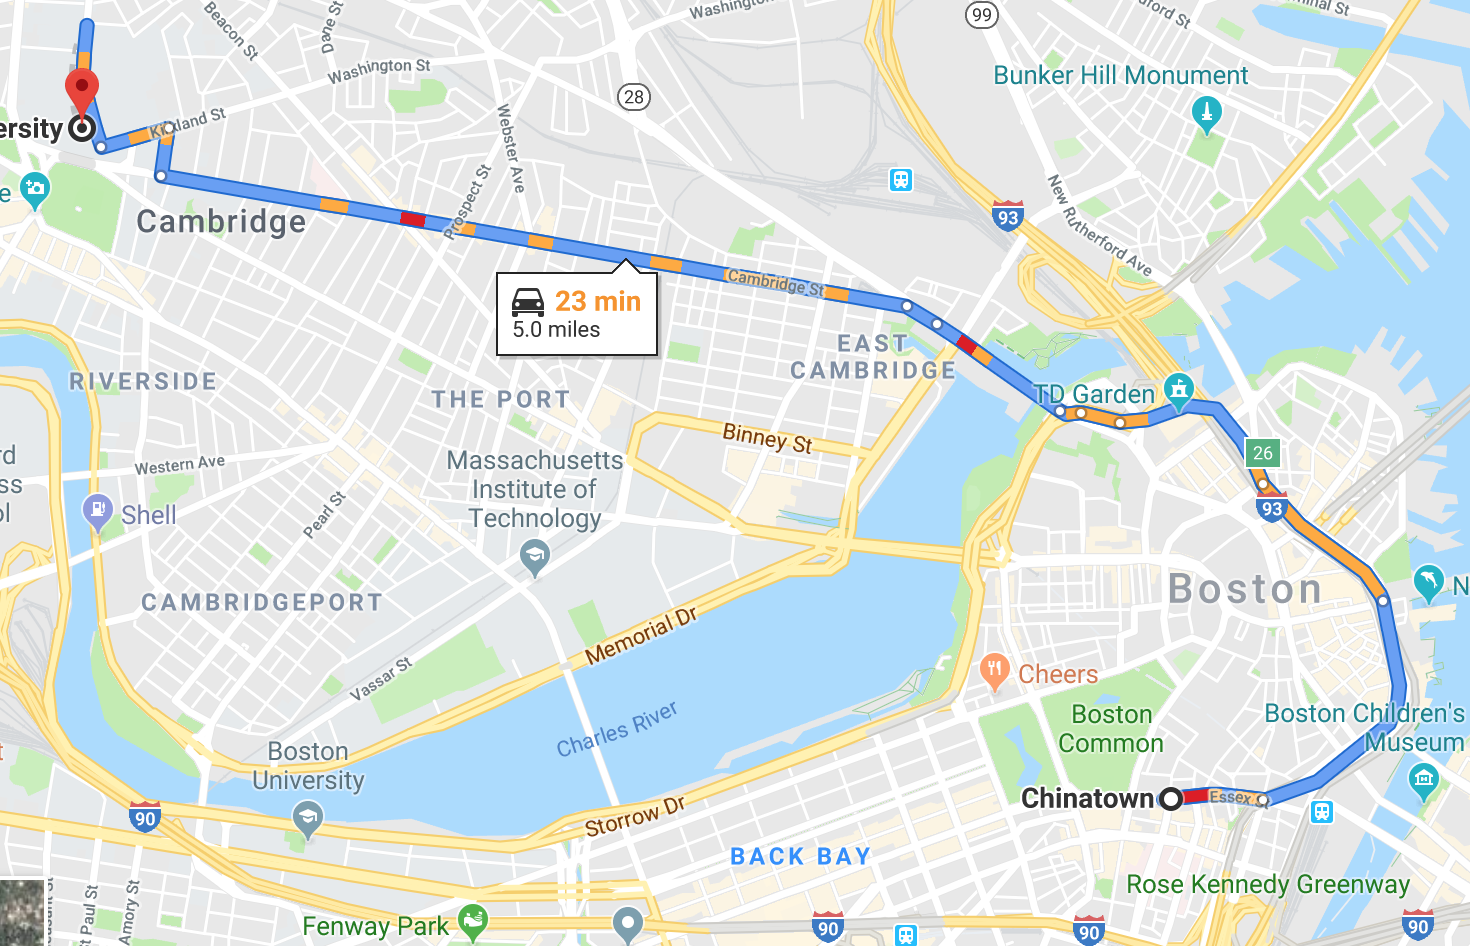 Beacon St
Dane St
Washington St
Washington
99
28
Bunker Hill Monument
ersity
Kirkland St
Webster Ave
Prospect St
Cambridge
93
New Rutherford Ave
23 min
5.0 miles
Cambridge St
EAST
CAMBRIDGE
TD Garden
RIVERSIDE
THE PORT
Binney St
26
93
Western Ave
Massachusetts
Institute of
Technology
rd
ss
ol
Shell
Pearl St
CAMBRIDGEPORT
Boston
N
Memorial Dr
Vassar St
Charles River
Cheers
Boston
Common
Boston Children's
Museum
Boston
University
Chinatown
Essex St
90
Storrow Dr
BACK BAY
Rose Kennedy Greenway
Fenway Park
t Paul St
Amory St
90
90
90